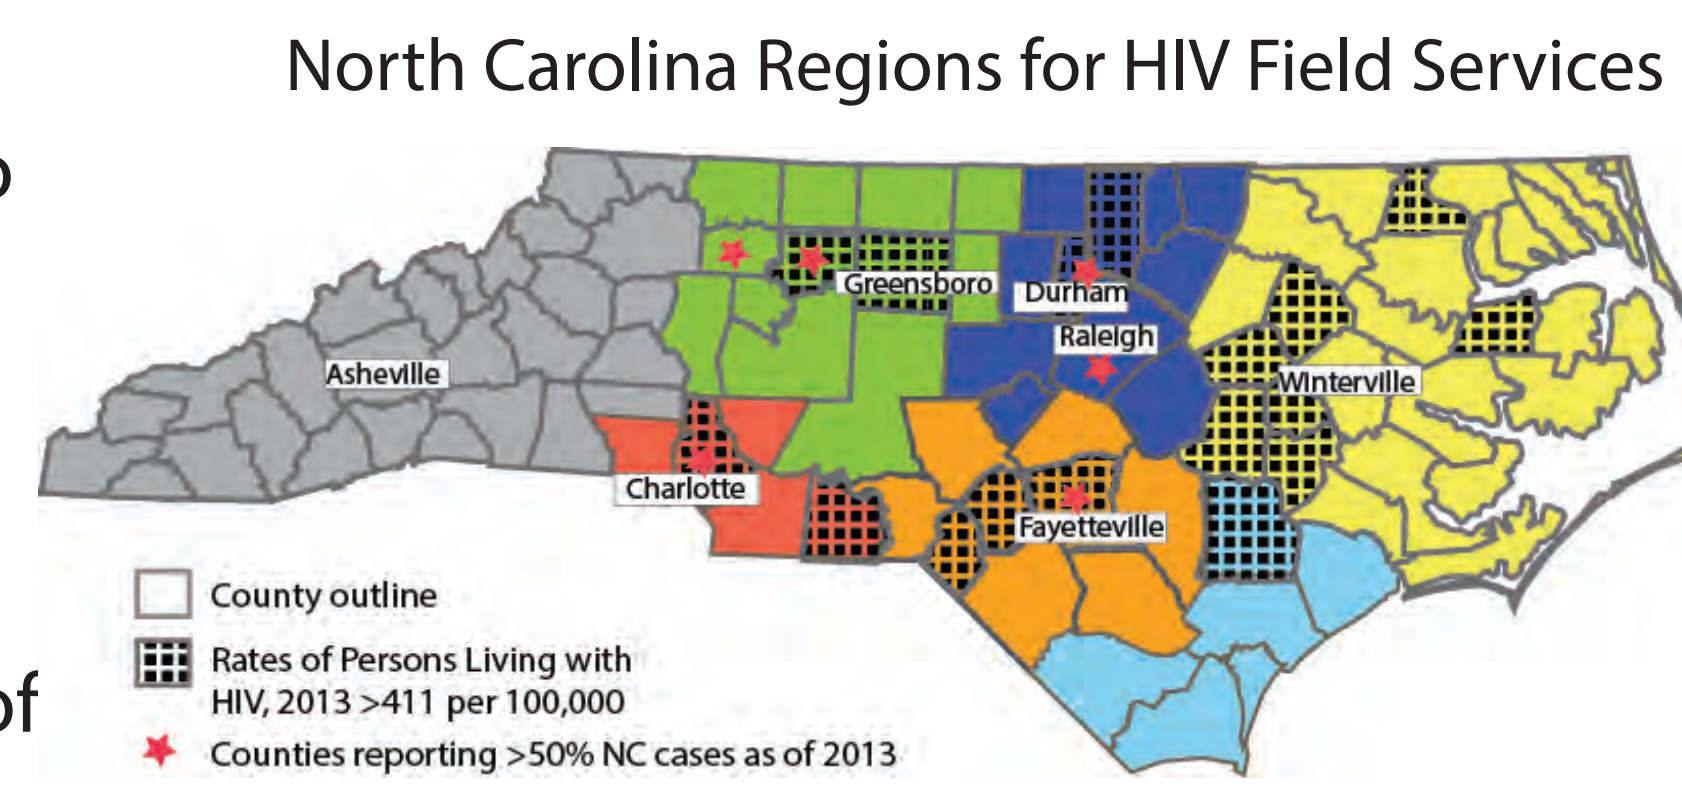 North Carolina Regions for HIV Field Services
Greensboro
Durham
Raleigh
Asheville
Winterville
Charlotte
Fayetteville
County outline
Rates of Persons Living with
HIV, 2013 >411 per 100,000
of
Counties reporting >50% NC cases as of 2013